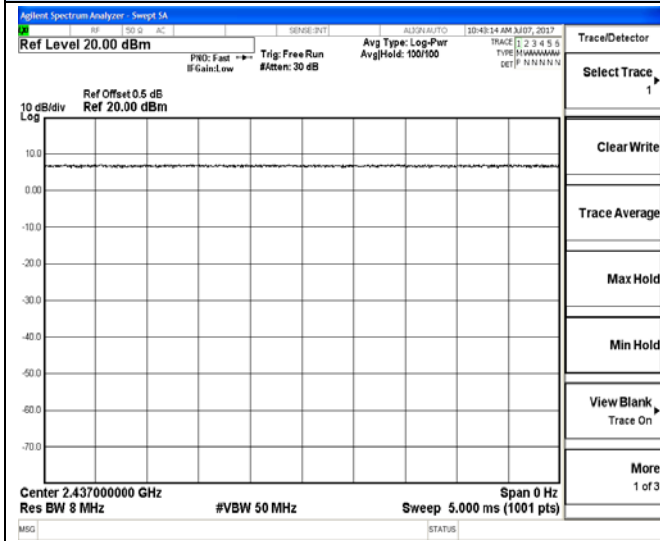 Agilent Spectrum Analyzer - Swept SA
RF 50 Ω AC SENSE:INT ALIGN AUTO 10:43:14 AM Jul 07, 2017
Ref Level 20.00 dBm
PNO: Fast
IFGain:Low
Trig: Free Run
#Atten: 30 dB
Avg Type: Log-Pwr
Avg|Hold: 100/100
TRACE 1 2 3 4 5 6
TYPE M
DET P N N N N N
Trace/Detector
Select Trace
1
Clear Write
Trace Average
Max Hold
Min Hold
View Blank
Trace On
More
1 of 3
Ref Offset 0.5 dB
10 dB/div Ref 20.00 dBm
Log
10.0
0.00
-10.0
-20.0
-30.0
-40.0
-50.0
-60.0
-70.0
Center 2.437000000 GHz Span 0 Hz
Res BW 8 MHz #VBW 50 MHz Sweep 5.000 ms (1001 pts)
MSG STATUS